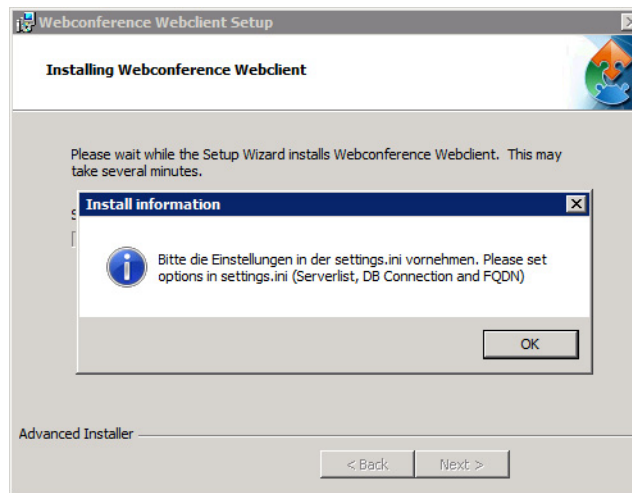 Webconference Webclient Setup
Installing Webconference Webclient
Please wait while the Setup Wizard installs Webconference Webclient. This may
take several minutes.
Install information
Bitte die Einstellungen in der settings.ini vornehmen. Please set
options in settings.ini (Serverlist, DB Connection and FQDN)
OK
Advanced Installer
< Back
Next >